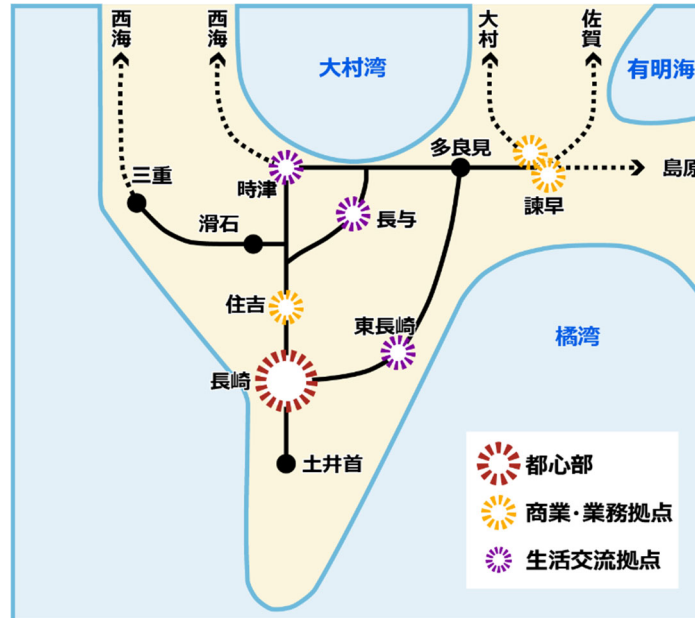 西海
西海
大村
佐賀
大村湾
有明海
多良見
三重
時津
島原
諫早
滑石
長与
住吉
東長崎
橘湾
長崎
土井首
都心部
商業・業務拠点
生活交流拠点